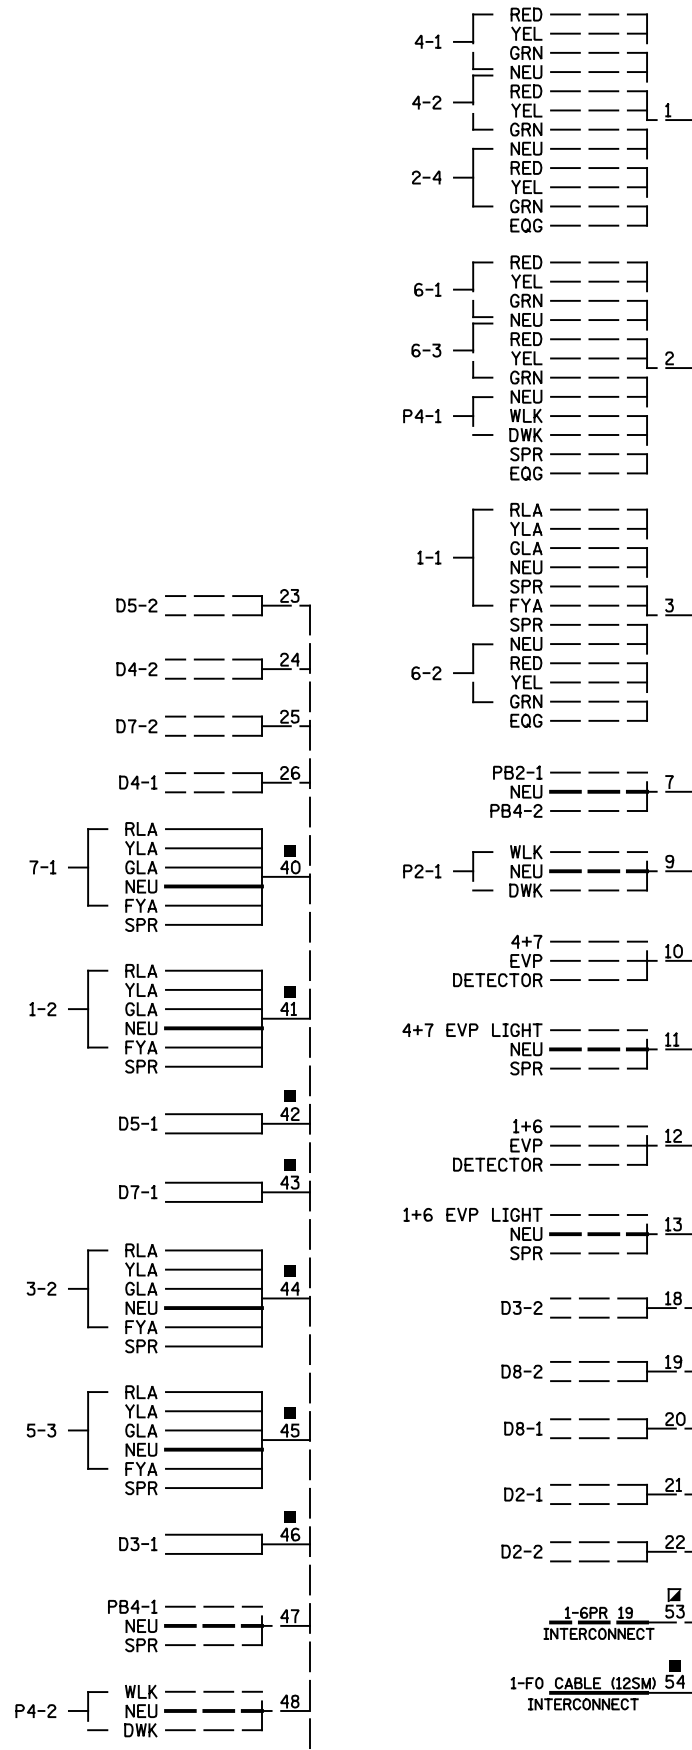 4-1
RED
YEL
GRN
NEU
4-2
RED
YEL
GRN
NEU
2-4
RED
YEL
GRN
EQG
1
6-1
RED
YEL
GRN
NEU
6-3
RED
YEL
GRN
NEU
P4-1
WLK
DWK
SPR
EQG
2
1-1
RLA
YLA
GLA
NEU
SPR
FYA
SPR
NEU
6-2
RED
YEL
GRN
EQG
3
PB2-1
NEU
PB4-2
7
P2-1
WLK
NEU
DWK
9
4+7
EVP
DETECTOR
10
4+7 EVP LIGHT
NEU
SPR
11
1+6
EVP
DETECTOR
12
1+6 EVP LIGHT
NEU
SPR
13
D3-2 18
D8-2 19
D8-1 20
D2-1 21
D2-2 22
1-6PR 19 53
INTERCONNECT
1-FO CABLE (12SM) 54
INTERCONNECT
D5-2 23
D4-2 24
D7-2 25
D4-1 26
7-1
RLA
YLA
GLA
NEU
FYA
SPR
40
1-2
RLA
YLA
GLA
NEU
FYA
SPR
41
D5-1 42
D7-1 43
3-2
RLA
YLA
GLA
NEU
FYA
SPR
44
5-3
RLA
YLA
GLA
NEU
FYA
SPR
45
D3-1 46
PB4-1
NEU
SPR
47
P4-2
WLK
NEU
DWK
48